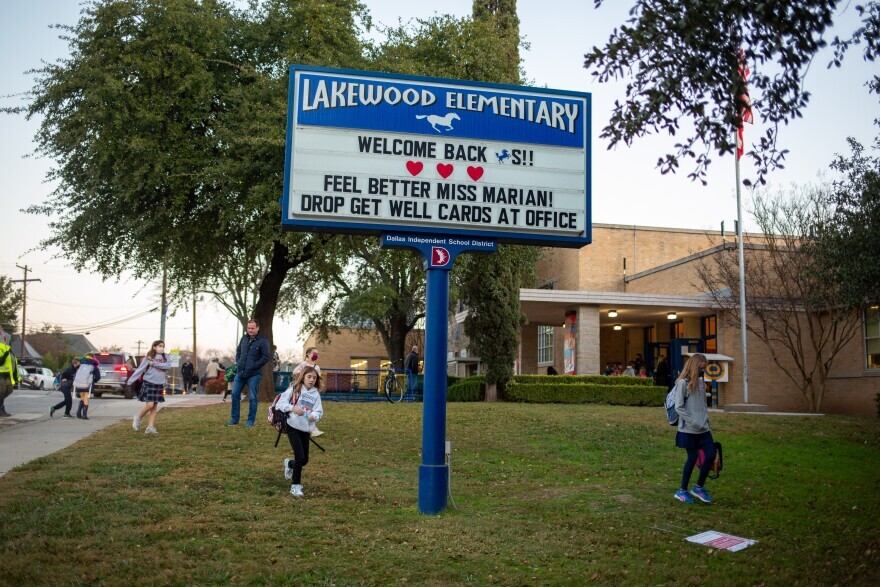 LAKEWOOD ELEMENTARY
WELCOME BACK S!!
FEEL BETTER MISS MARIAN!
DROP GET WELL CARDS AT OFFICE
Dallas Independent School District
D